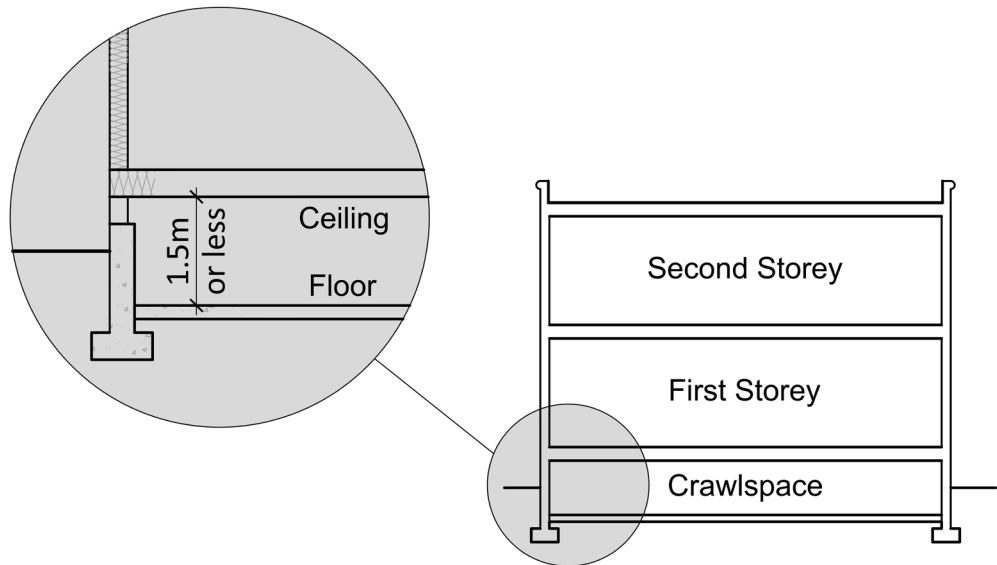 1.5m
or less
Ceiling
Floor
Second Storey
First Storey
Crawlspace